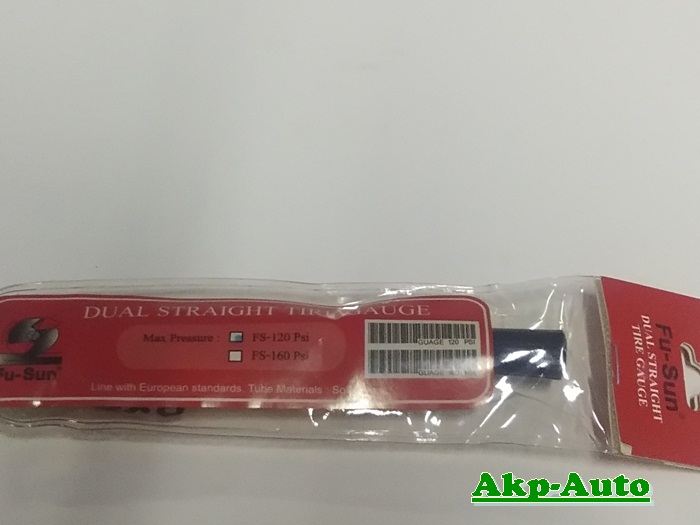 DUAL STRAIGHT TIRE GAUGE
Max Pressure : FS-120 Psi
FS-160 Psi
GUAGE 120 PSI
GUAGE
Fu-Sun®
Line with European standards. Tube Materials :
Fu-Sun®
DUAL STRAIGHT
TIRE GAUGE
Akp-Auto